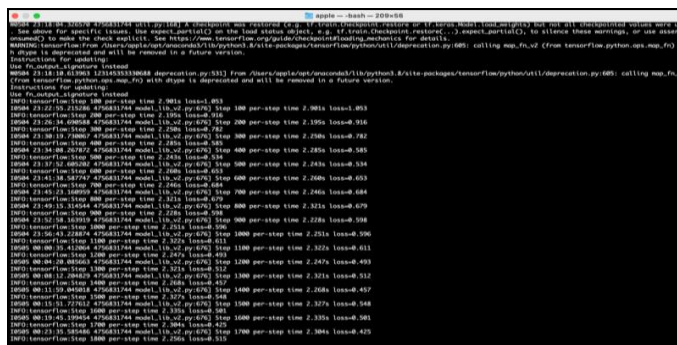 apple — -bash — 209×56
I0504 23:18:04.326570 4756831744 util.py:168] A checkpoint was restored (e.g. tf.train.Checkpoint.restore or tf.keras.Model.load_weights) but not all checkpointed values were
. See above for specific issues. Use expect_partial() on the load status object, e.g. tf.train.Checkpoint.restore(...).expect_partial(), to silence these warnings, or use asser
onsumed() to make the check explicit. See https://www.tensorflow.org/guide/checkpoint#loading_mechanics for details.
WARNING:tensorflow:From /Users/apple/opt/anaconda3/lib/python3.8/site-packages/tensorflow/python/util/deprecation.py:605: calling map_fn_v2 (from tensorflow.python.ops.map_fn)
h dtype is deprecated and will be removed in a future version.
Instructions for updating:
Use fn_output_signature instead
W0504 23:18:10.613963 123145353330688 deprecation.py:531] From /Users/apple/opt/anaconda3/lib/python3.8/site-packages/tensorflow/python/util/deprecation.py:605: calling map_fn_
(from tensorflow.python.ops.map_fn) with dtype is deprecated and will be removed in a future version.
Instructions for updating:
Use fn_output_signature instead
INFO:tensorflow:Step 100 per-step time 2.901s loss=1.053
I0504 23:22:55.215286 4756831744 model_lib_v2.py:676] Step 100 per-step time 2.901s loss=1.053
INFO:tensorflow:Step 200 per-step time 2.195s loss=0.916
I0504 23:26:34.690588 4756831744 model_lib_v2.py:676] Step 200 per-step time 2.195s loss=0.916
INFO:tensorflow:Step 300 per-step time 2.250s loss=0.782
I0504 23:30:19.730067 4756831744 model_lib_v2.py:676] Step 300 per-step time 2.250s loss=0.782
INFO:tensorflow:Step 400 per-step time 2.285s loss=0.585
I0504 23:34:08.267872 4756831744 model_lib_v2.py:676] Step 400 per-step time 2.285s loss=0.585
INFO:tensorflow:Step 500 per-step time 2.243s loss=0.534
I0504 23:37:52.605202 4756831744 model_lib_v2.py:676] Step 500 per-step time 2.243s loss=0.534
INFO:tensorflow:Step 600 per-step time 2.260s loss=0.653
I0504 23:41:38.587747 4756831744 model_lib_v2.py:676] Step 600 per-step time 2.260s loss=0.653
INFO:tensorflow:Step 700 per-step time 2.246s loss=0.684
I0504 23:45:23.160959 4756831744 model_lib_v2.py:676] Step 700 per-step time 2.246s loss=0.684
INFO:tensorflow:Step 800 per-step time 2.321s loss=0.679
I0504 23:49:15.314544 4756831744 model_lib_v2.py:676] Step 800 per-step time 2.321s loss=0.679
INFO:tensorflow:Step 900 per-step time 2.228s loss=0.598
I0504 23:52:58.163919 4756831744 model_lib_v2.py:676] Step 900 per-step time 2.228s loss=0.598
INFO:tensorflow:Step 1000 per-step time 2.251s loss=0.596
I0504 23:56:43.228874 4756831744 model_lib_v2.py:676] Step 1000 per-step time 2.251s loss=0.596
INFO:tensorflow:Step 1100 per-step time 2.322s loss=0.611
I0505 00:00:35.412064 4756831744 model_lib_v2.py:676] Step 1100 per-step time 2.322s loss=0.611
INFO:tensorflow:Step 1200 per-step time 2.247s loss=0.493
I0505 00:04:20.085663 4756831744 model_lib_v2.py:676] Step 1200 per-step time 2.247s loss=0.493
INFO:tensorflow:Step 1300 per-step time 2.321s loss=0.512
I0505 00:08:12.204829 4756831744 model_lib_v2.py:676] Step 1300 per-step time 2.321s loss=0.512
INFO:tensorflow:Step 1400 per-step time 2.268s loss=0.457
I0505 00:11:59.045018 4756831744 model_lib_v2.py:676] Step 1400 per-step time 2.268s loss=0.457
INFO:tensorflow:Step 1500 per-step time 2.327s loss=0.548
I0505 00:15:51.727612 4756831744 model_lib_v2.py:676] Step 1500 per-step time 2.327s loss=0.548
INFO:tensorflow:Step 1600 per-step time 2.335s loss=0.501
I0505 00:19:45.199454 4756831744 model_lib_v2.py:676] Step 1600 per-step time 2.335s loss=0.501
INFO:tensorflow:Step 1700 per-step time 2.304s loss=0.425
I0505 00:23:35.585486 4756831744 model_lib_v2.py:676] Step 1700 per-step time 2.304s loss=0.425
INFO:tensorflow:Step 1800 per-step time 2.256s loss=0.515